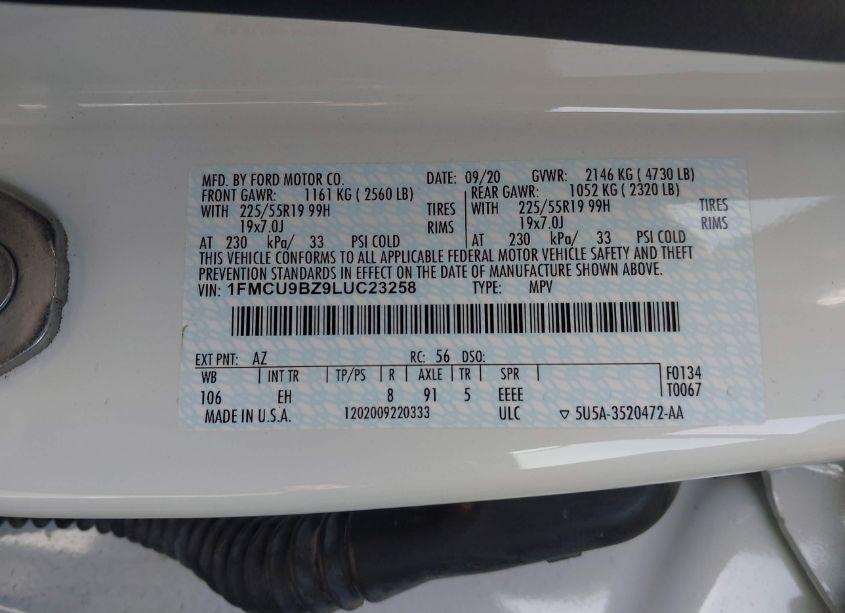 MFD. BY FORD MOTOR CO. DATE: 09/20 GVWR: 2146 KG ( 4730 LB)
FRONT GAWR: 1161 KG ( 2560 LB) REAR GAWR: 1052 KG ( 2320 LB)
WITH 225/55R19 99H TIRES WITH 225/55R19 99H TIRES
19x7.0J RIMS 19x7.0J RIMS
AT 230 kPa/ 33 PSI COLD AT 230 kPa/ 33 PSI COLD
THIS VEHICLE CONFORMS TO ALL APPLICABLE FEDERAL MOTOR VEHICLE SAFETY AND THEFT
PREVENTION STANDARDS IN EFFECT ON THE DATE OF MANUFACTURE SHOWN ABOVE.
VIN: 1FMCU9BZ9LUC23258 TYPE: MPV
EXT PNT: AZ RC: 56 DSO:
WB INT TR TP/PS R AXLE TR SPR F0134
106 EH 8 91 5 EEEE T0067
MADE IN U.S.A. 1202009220333 ULC ▽ 5U5A-3520472-AA